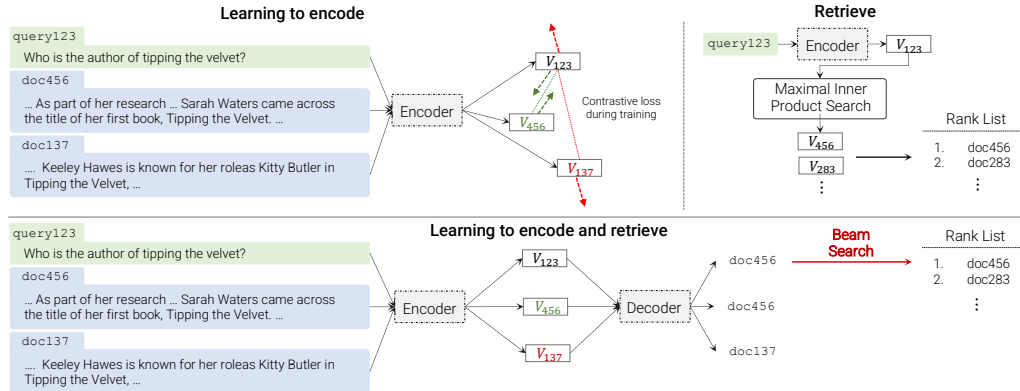 Learning to encode
query123
Who is the author of tipping the velvet?
doc456
... As part of her research ... Sarah Waters came across
the title of her first book, Tipping the Velvet. ...
doc137
.... Keeley Hawes is known for her roleas Kitty Butler in
Tipping the Velvet, ...
Encoder
V123
V456
V137
Contrastive loss
during training
Retrieve
query123
Encoder
V123
Maximal Inner
Product Search
V456
V283
⋮
Rank List
1. doc456
2. doc283
⋮
Learning to encode and retrieve
query123
Who is the author of tipping the velvet?
doc456
... As part of her research ... Sarah Waters came across
the title of her first book, Tipping the Velvet. ...
doc137
.... Keeley Hawes is known for her roleas Kitty Butler in
Tipping the Velvet, ...
Encoder
V123
V456
V137
Decoder
doc456
doc456
doc137
Beam
Search
Rank List
1. doc456
2. doc283
⋮